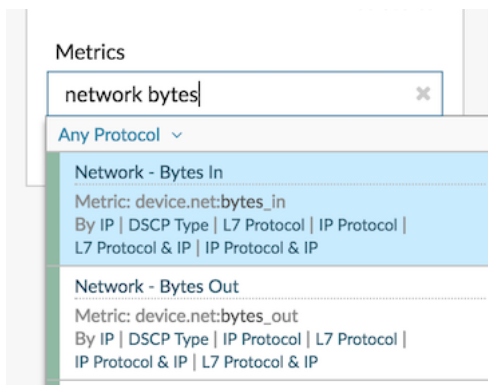 Metrics
network bytes
Any Protocol
Network - Bytes In
Metric: device.net:bytes_in
By IP | DSCP Type | L7 Protocol | IP Protocol |
L7 Protocol & IP | IP Protocol & IP
Network - Bytes Out
Metric: device.net:bytes_out
By IP | DSCP Type | IP Protocol | L7 Protocol |
IP Protocol & IP | L7 Protocol & IP